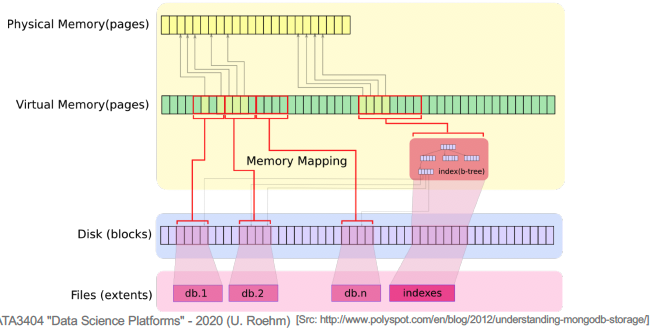 Physical Memory(pages)
Virtual Memory(pages)
Memory Mapping
index(b-tree)
Disk (blocks)
Files (extents)
db.1
db.2
db.n
indexes
ATA3404 "Data Science Platforms" - 2020 (U. Roehm) [Src: http://www.polyspot.com/en/blog/2012/understanding-mongodb-storage/]